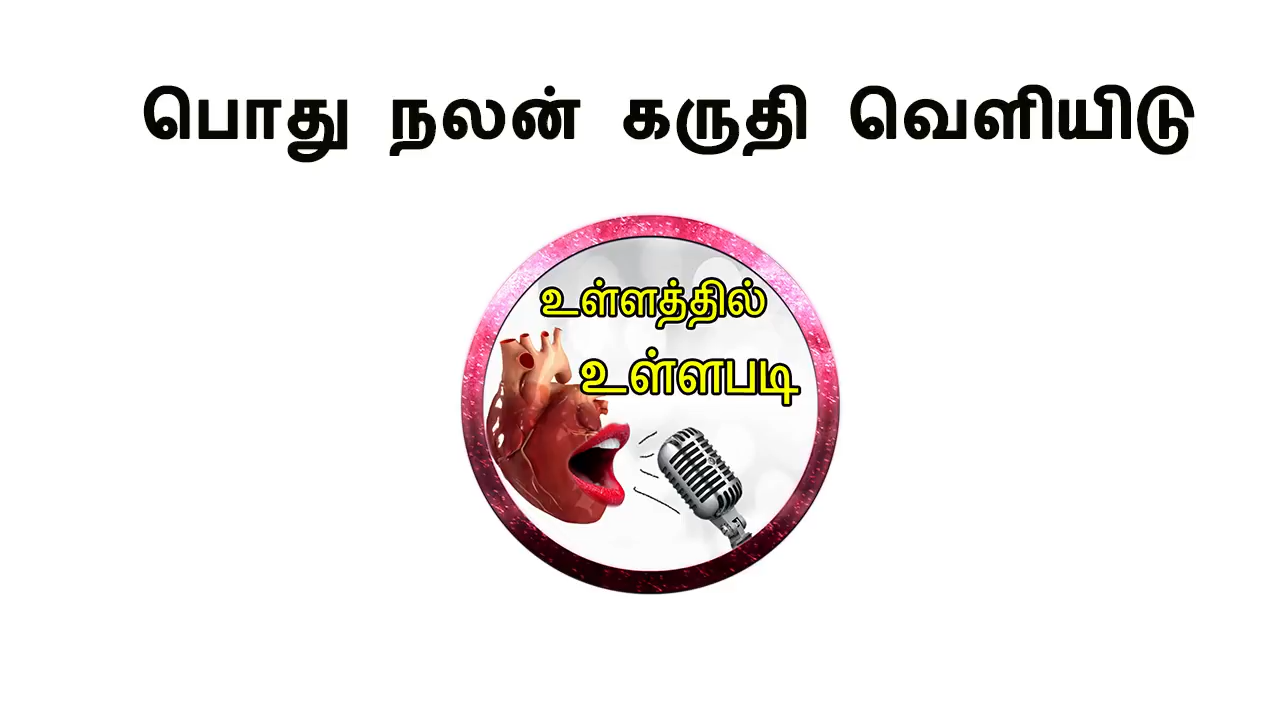 பொது நலன் கருதி வெளியிடு
உள்ளத்தில்
உள்ளபடி